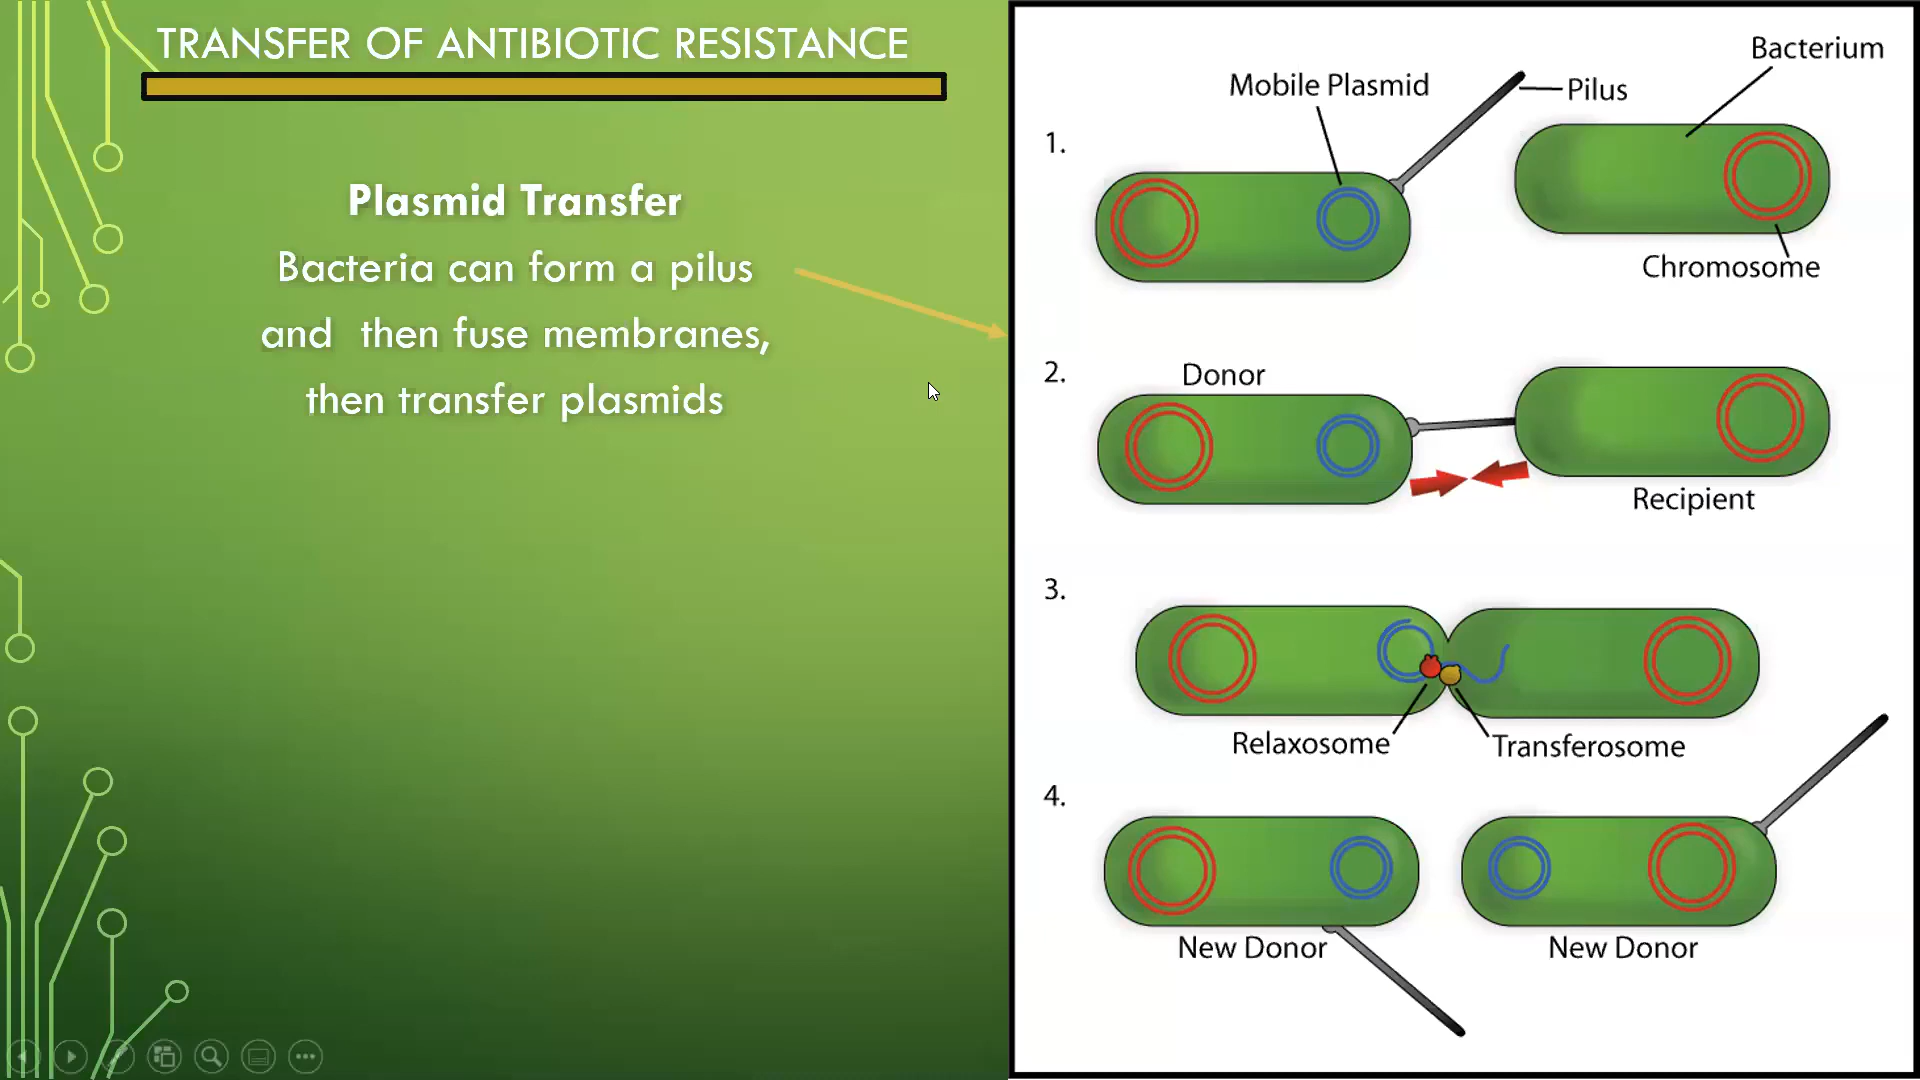 TRANSFER OF ANTIBIOTIC RESISTANCE
Plasmid Transfer
Bacteria can form a pilus
and then fuse membranes,
then transfer plasmids
Bacterium
Mobile Plasmid
Pilus
1.
Chromosome
2.
Donor
Recipient
3.
Relaxosome
Transferosome
4.
New Donor
New Donor